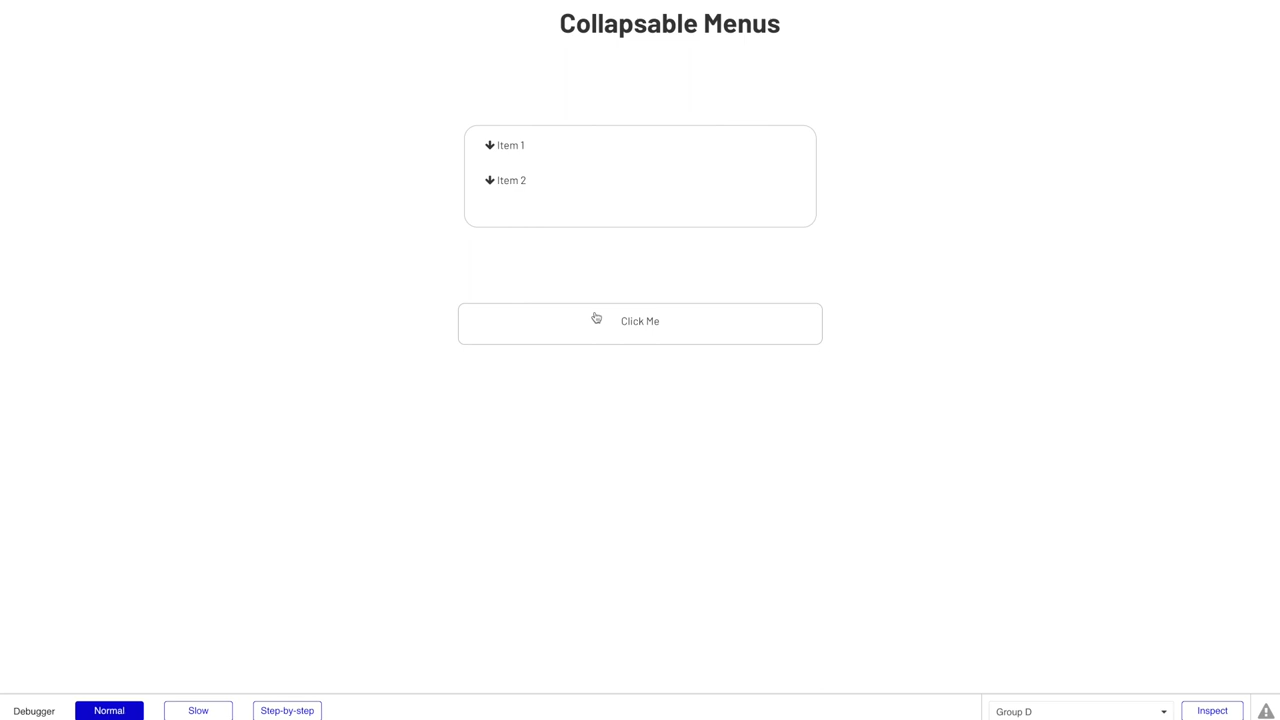 Collapsable Menus
Item 1
Item 2
Click Me
Debugger Normal Slow Step-by-step Group D Inspect